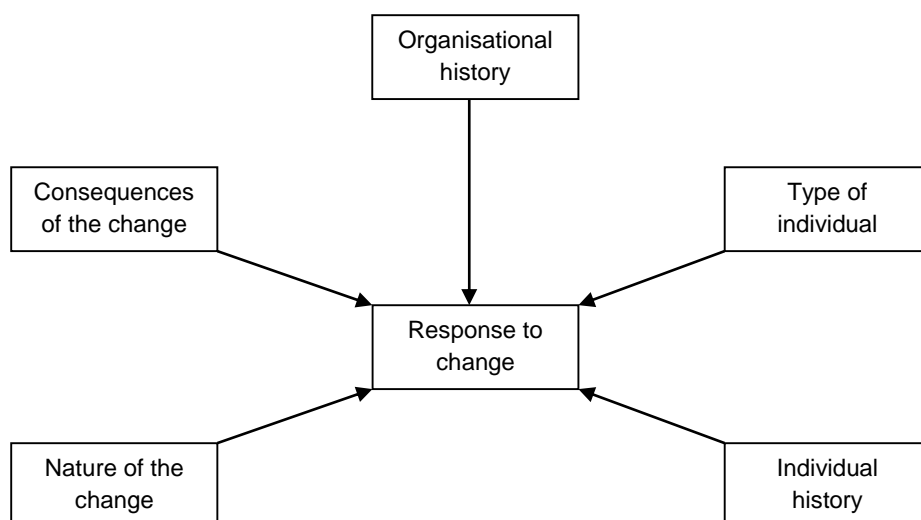 Organisational
history
Consequences
of the change
Type of
individual
Response to
change
Nature of the
change
Individual
history